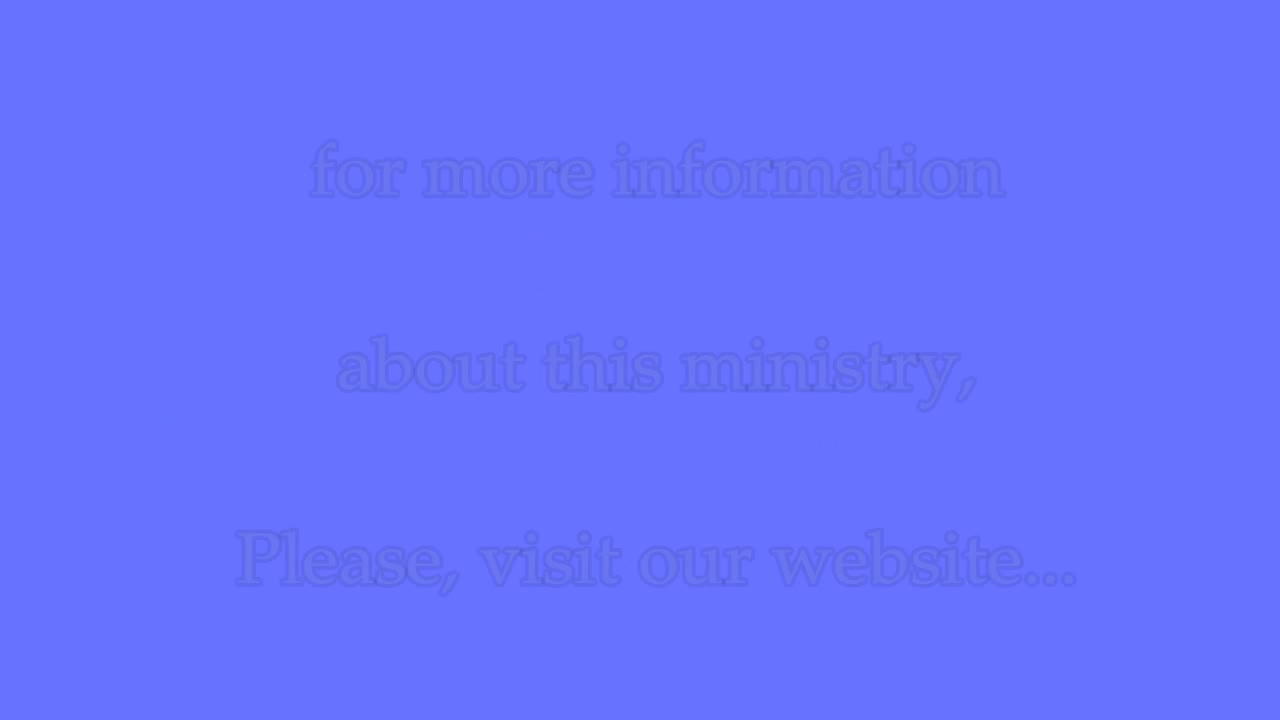 for more information
about this ministry,
Please, visit our website...